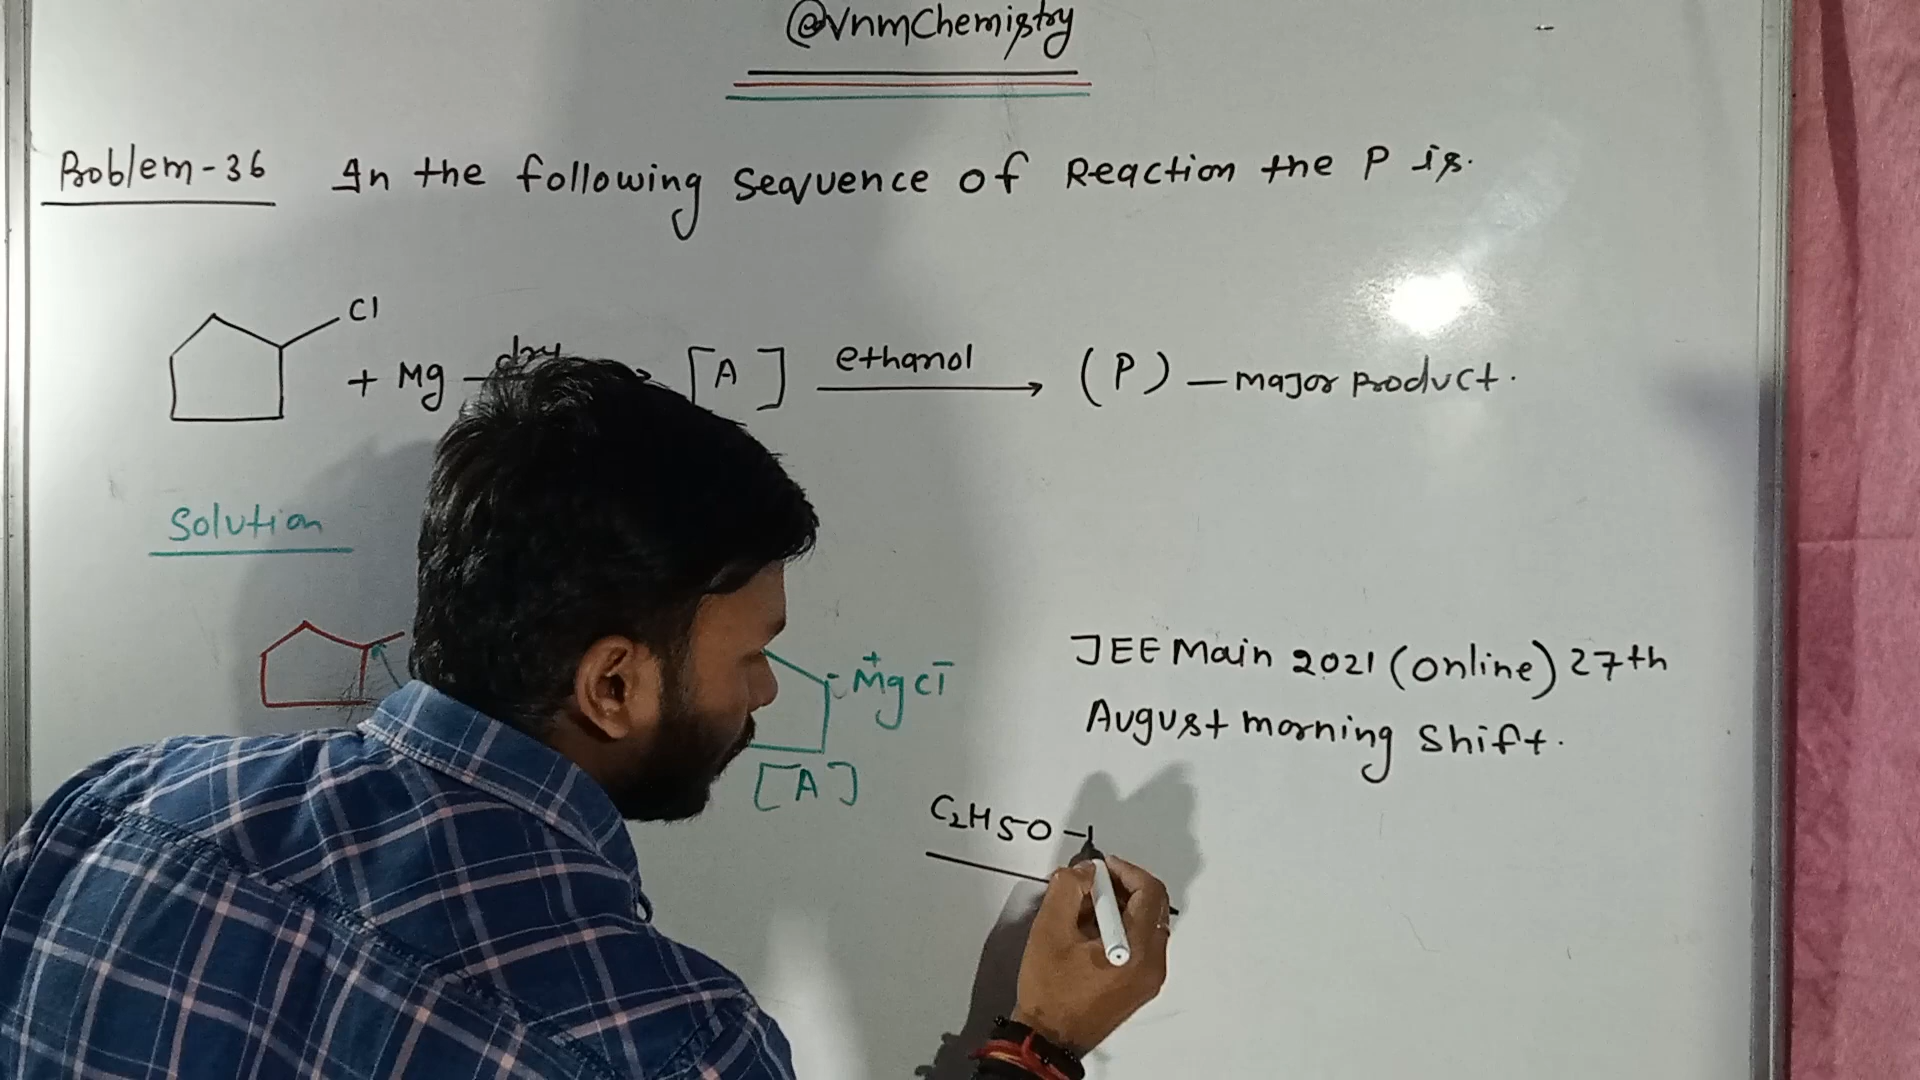 @VnmChemistry
Problem-36 In the following sequence of Reaction the P is.
Cl
+ Mg dry [A] ethanol (P) - major product.
Solution
+ -
MgCl
[A]
JEE Main 2021 (online) 27th
August morning shift.
C2H5O-